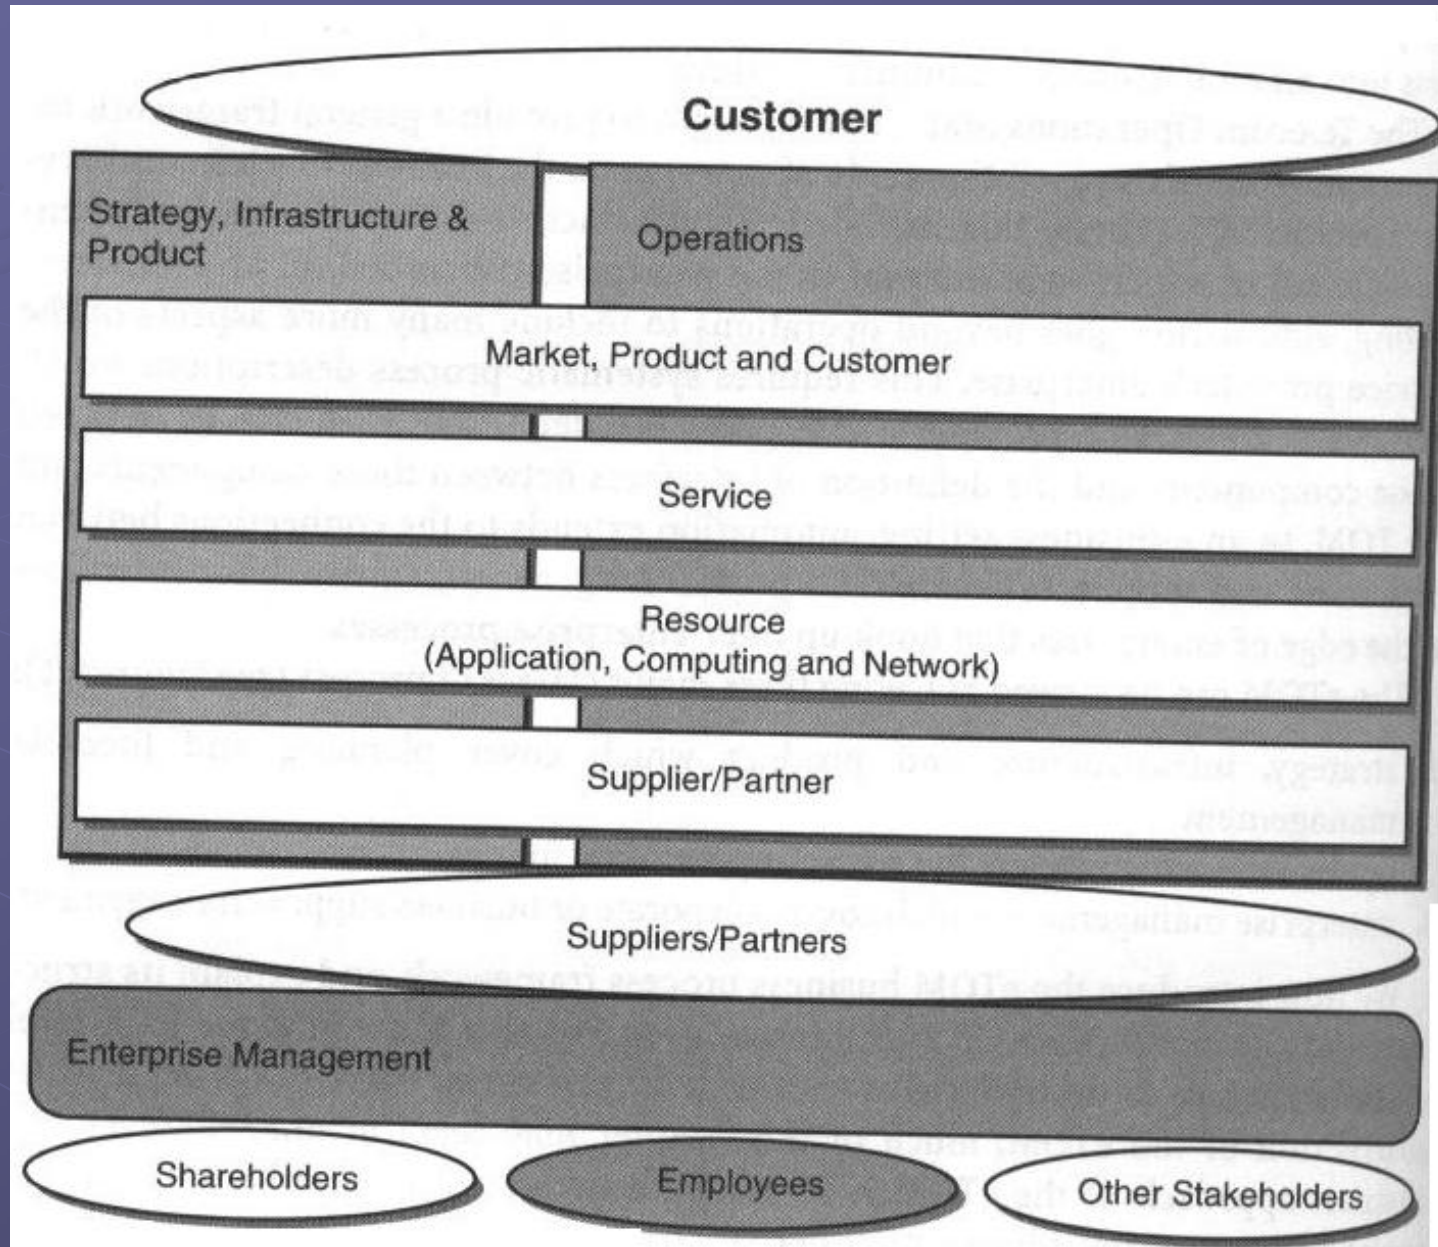 Customer
Strategy, Infrastructure &
Product
Operations
Market, Product and Customer
Service
Resource
(Application, Computing and Network)
Supplier/Partner
Suppliers/Partners
Enterprise Management
Shareholders
Employees
Other Stakeholders